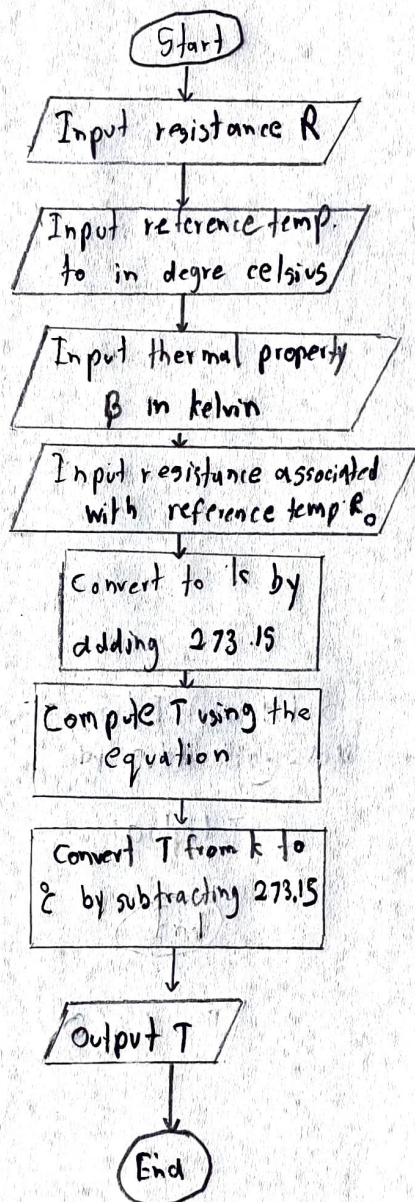 Start
Input resistance R
Input reference temp.
to in degre celsius
Input thermal property
β in kelvin
Input resistance associated
with reference temp. R₀
Convert to k by
adding 273.15
Compute T using the
equation
Convert T from k to
°C by subtracting 273.15
Output T
End